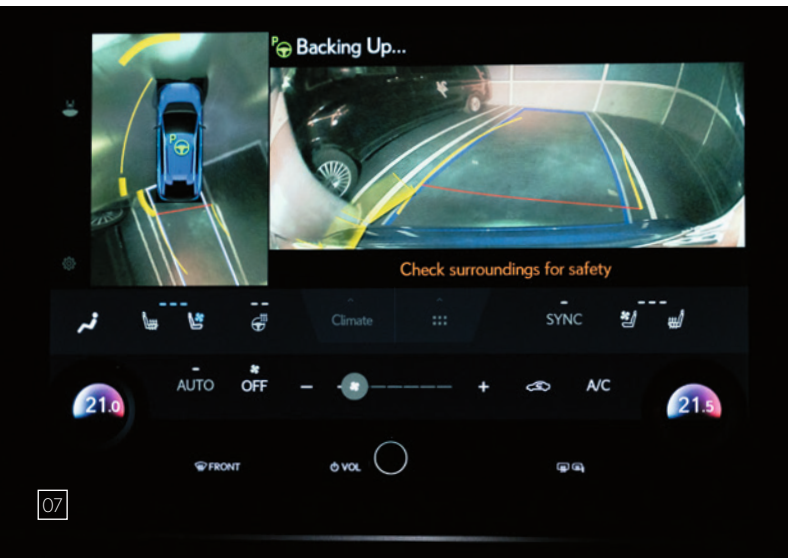 P Backing Up...
P
Check surroundings for safety
Climate
SYNC
AUTO
OFF
A/C
21.0
21.5
FRONT
VOL
07